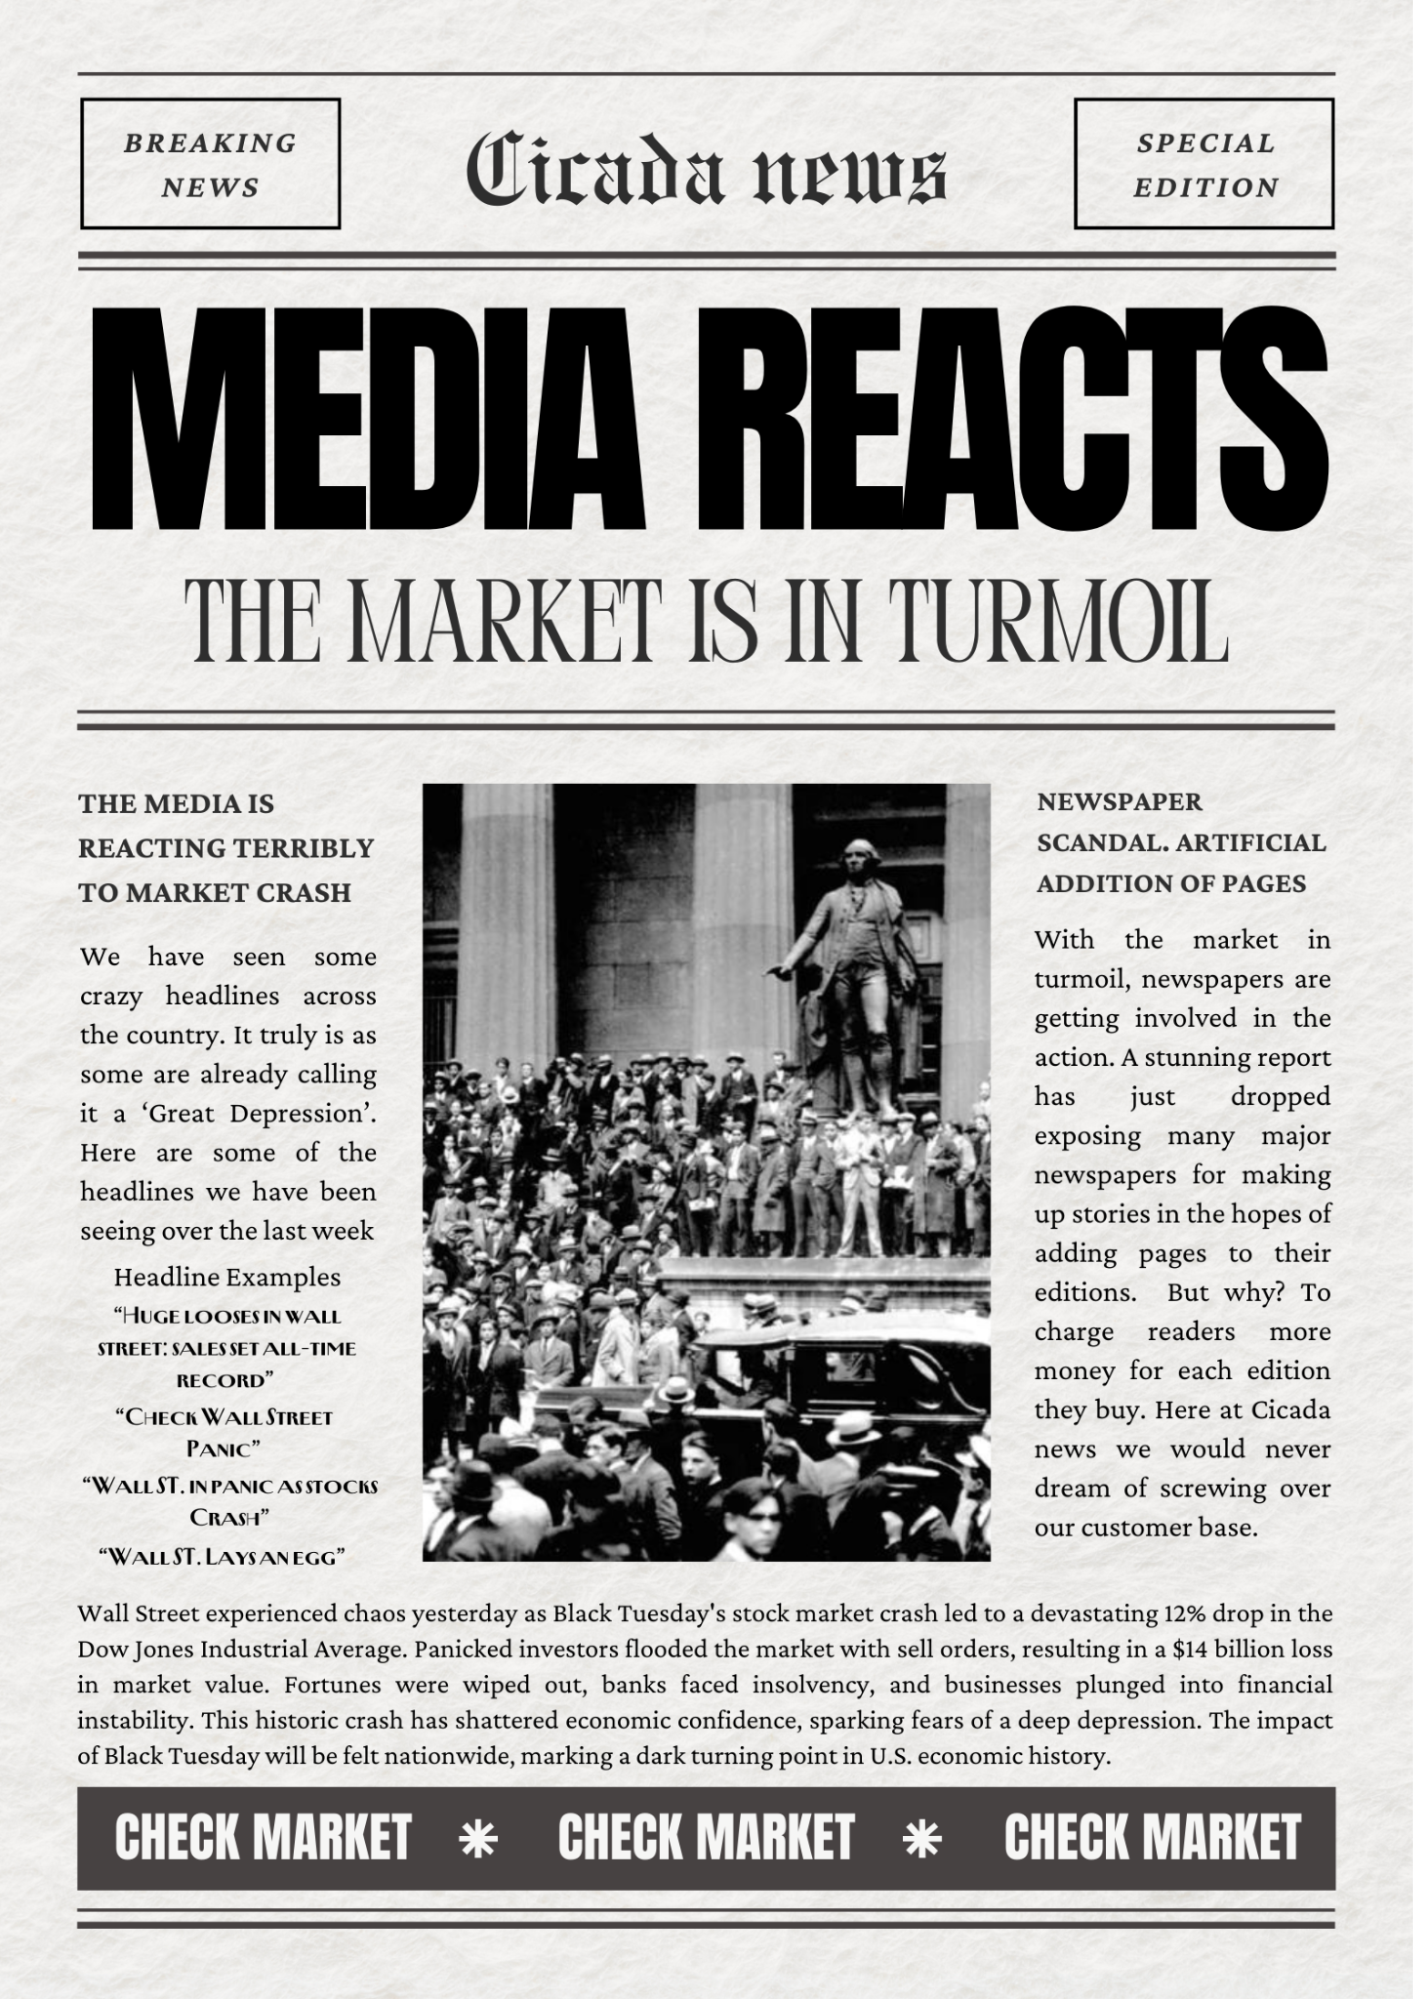 BREAKING
NEWS
Cicada news
SPECIAL
EDITION
MEDIA REACTS
THE MARKET IS IN TURMOIL
THE MEDIA IS
REACTING TERRIBLY
TO MARKET CRASH
We have seen some
crazy headlines across
the country. It truly is as
some are already calling
it a ‘Great Depression’.
Here are some of the
headlines we have been
seeing over the last week
Headline Examples
“Huge looses in wall
street: sales set all-time
record”
“Check Wall Street
Panic”
“Wall St. in panic as stocks
Crash”
“Wall St. Lays an egg”
NEWSPAPER
SCANDAL. ARTIFICIAL
ADDITION OF PAGES
With the market in
turmoil, newspapers are
getting involved in the
action. A stunning report
has just dropped
exposing many major
newspapers for making
up stories in the hopes of
adding pages to their
editions. But why? To
charge readers more
money for each edition
they buy. Here at Cicada
news we would never
dream of screwing over
our customer base.
Wall Street experienced chaos yesterday as Black Tuesday's stock market crash led to a devastating 12% drop in the
Dow Jones Industrial Average. Panicked investors flooded the market with sell orders, resulting in a $14 billion loss
in market value. Fortunes were wiped out, banks faced insolvency, and businesses plunged into financial
instability. This historic crash has shattered economic confidence, sparking fears of a deep depression. The impact
of Black Tuesday will be felt nationwide, marking a dark turning point in U.S. economic history.
CHECK MARKET * CHECK MARKET * CHECK MARKET